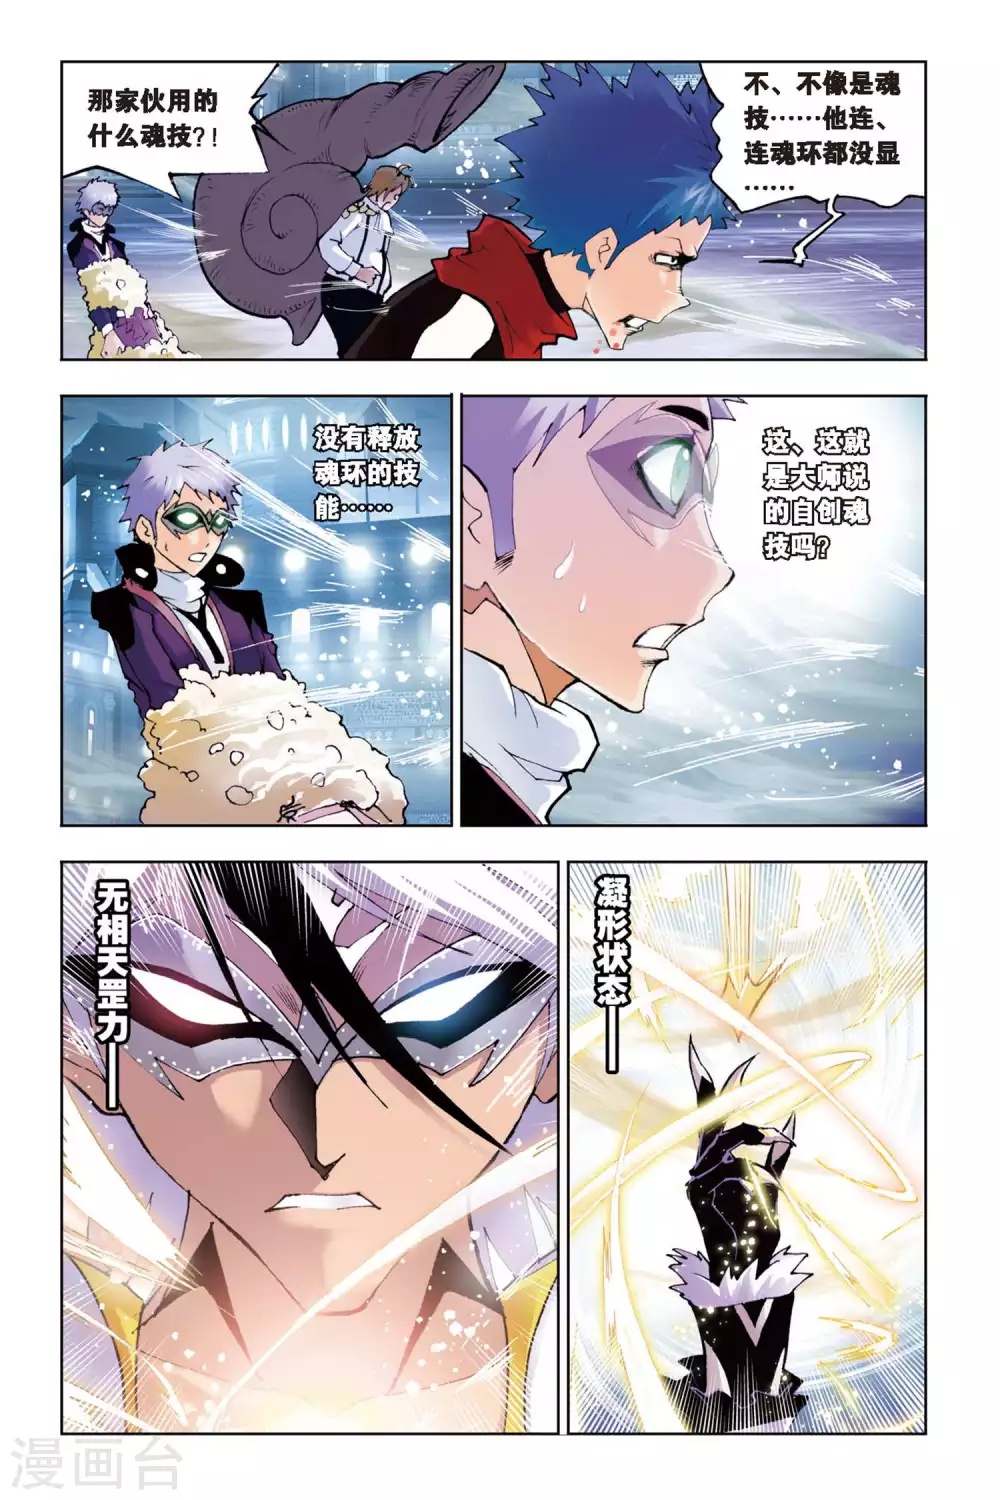 那家伙用的
什么魂技?!
不、不像是魂
技……他连、
连魂环都没显
……
没有释放
魂环的技
能……
这、这就
是大师说
的自创魂
技吗?
无相天罡力——
凝形状态——
漫画台